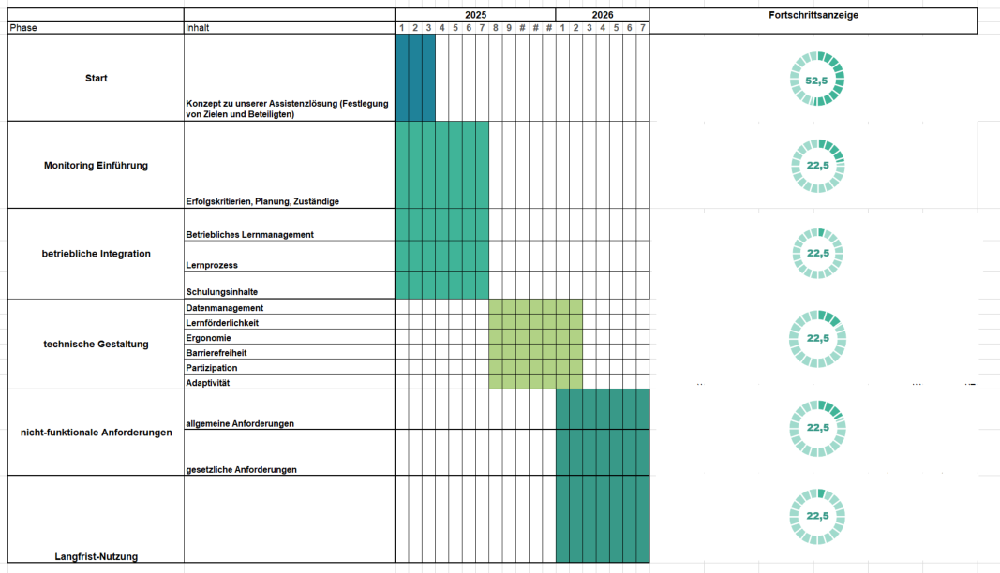 2025 2026 Fortschrittsanzeige
Phase Inhalt 1 2 3 4 5 6 7 8 9 # # # 1 2 3 4 5 6 7
Start
52,5
Konzept zu unserer Assistenzlösung (Festlegung
von Zielen und Beteiligten)
Monitoring Einführung
22,5
Erfolgskritierien, Planung, Zuständige
betriebliche Integration
Betriebliches Lernmanagement
22,5
Lernprozess
Schulungsinhalte
technische Gestaltung
Datenmanagement
Lernförderlichkeit
Ergonomie
22,5
Barrierefreiheit
Partizipation
Adaptivität
nicht-funktionale Anforderungen
allgemeine Anforderungen
22,5
gesetzliche Anforderungen
22,5
Langfrist-Nutzung